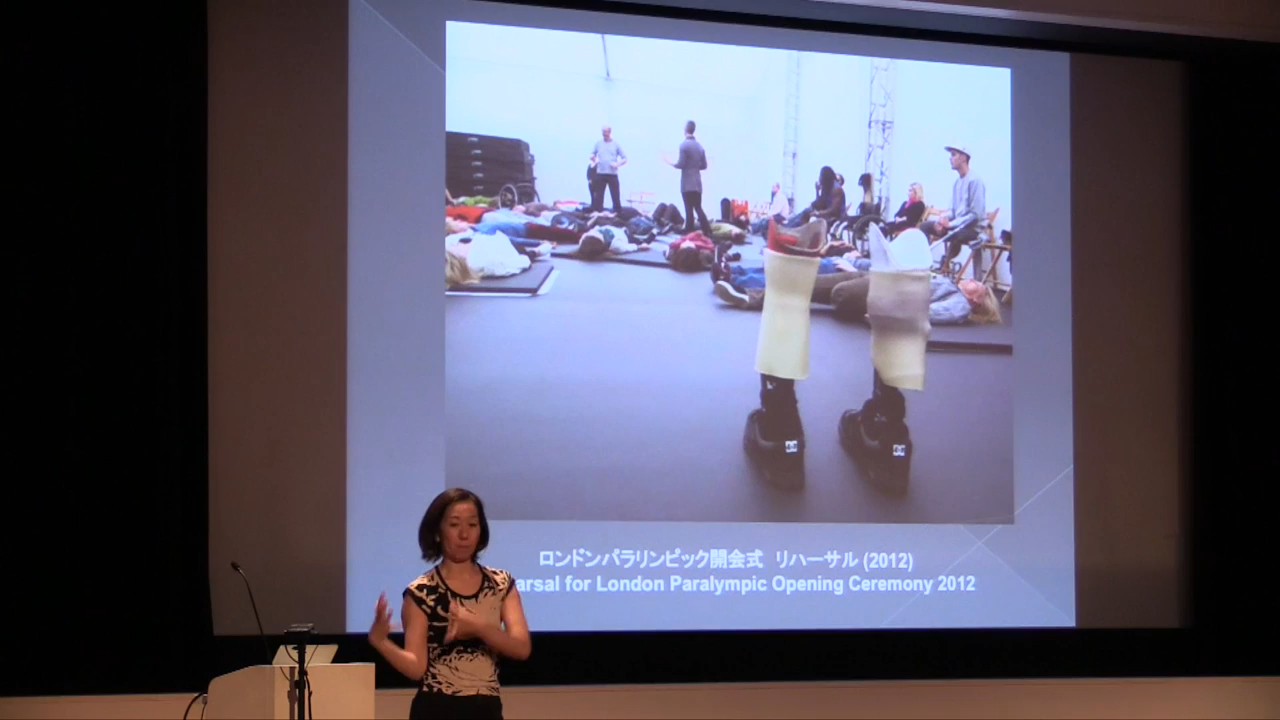 ロンドンパラリンピック開会式 リハーサル (2012)
for London Paralympic Opening Ceremony 2012